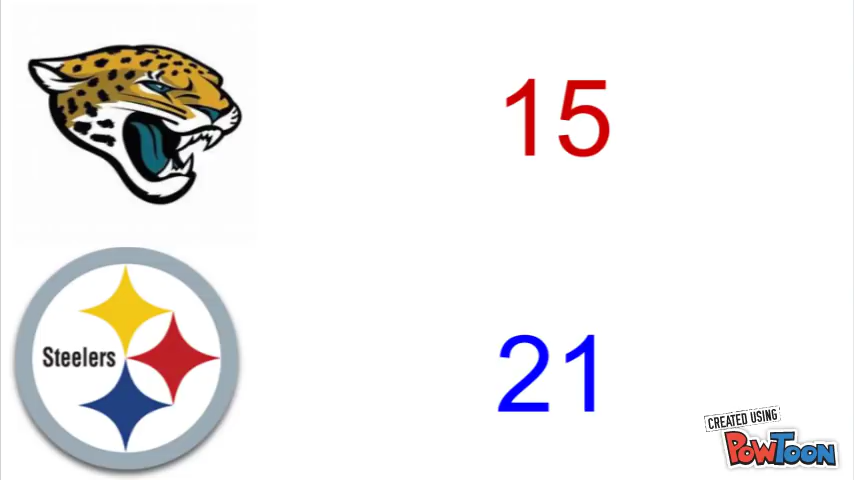 15
Steelers
21
CREATED USING
POWTOON